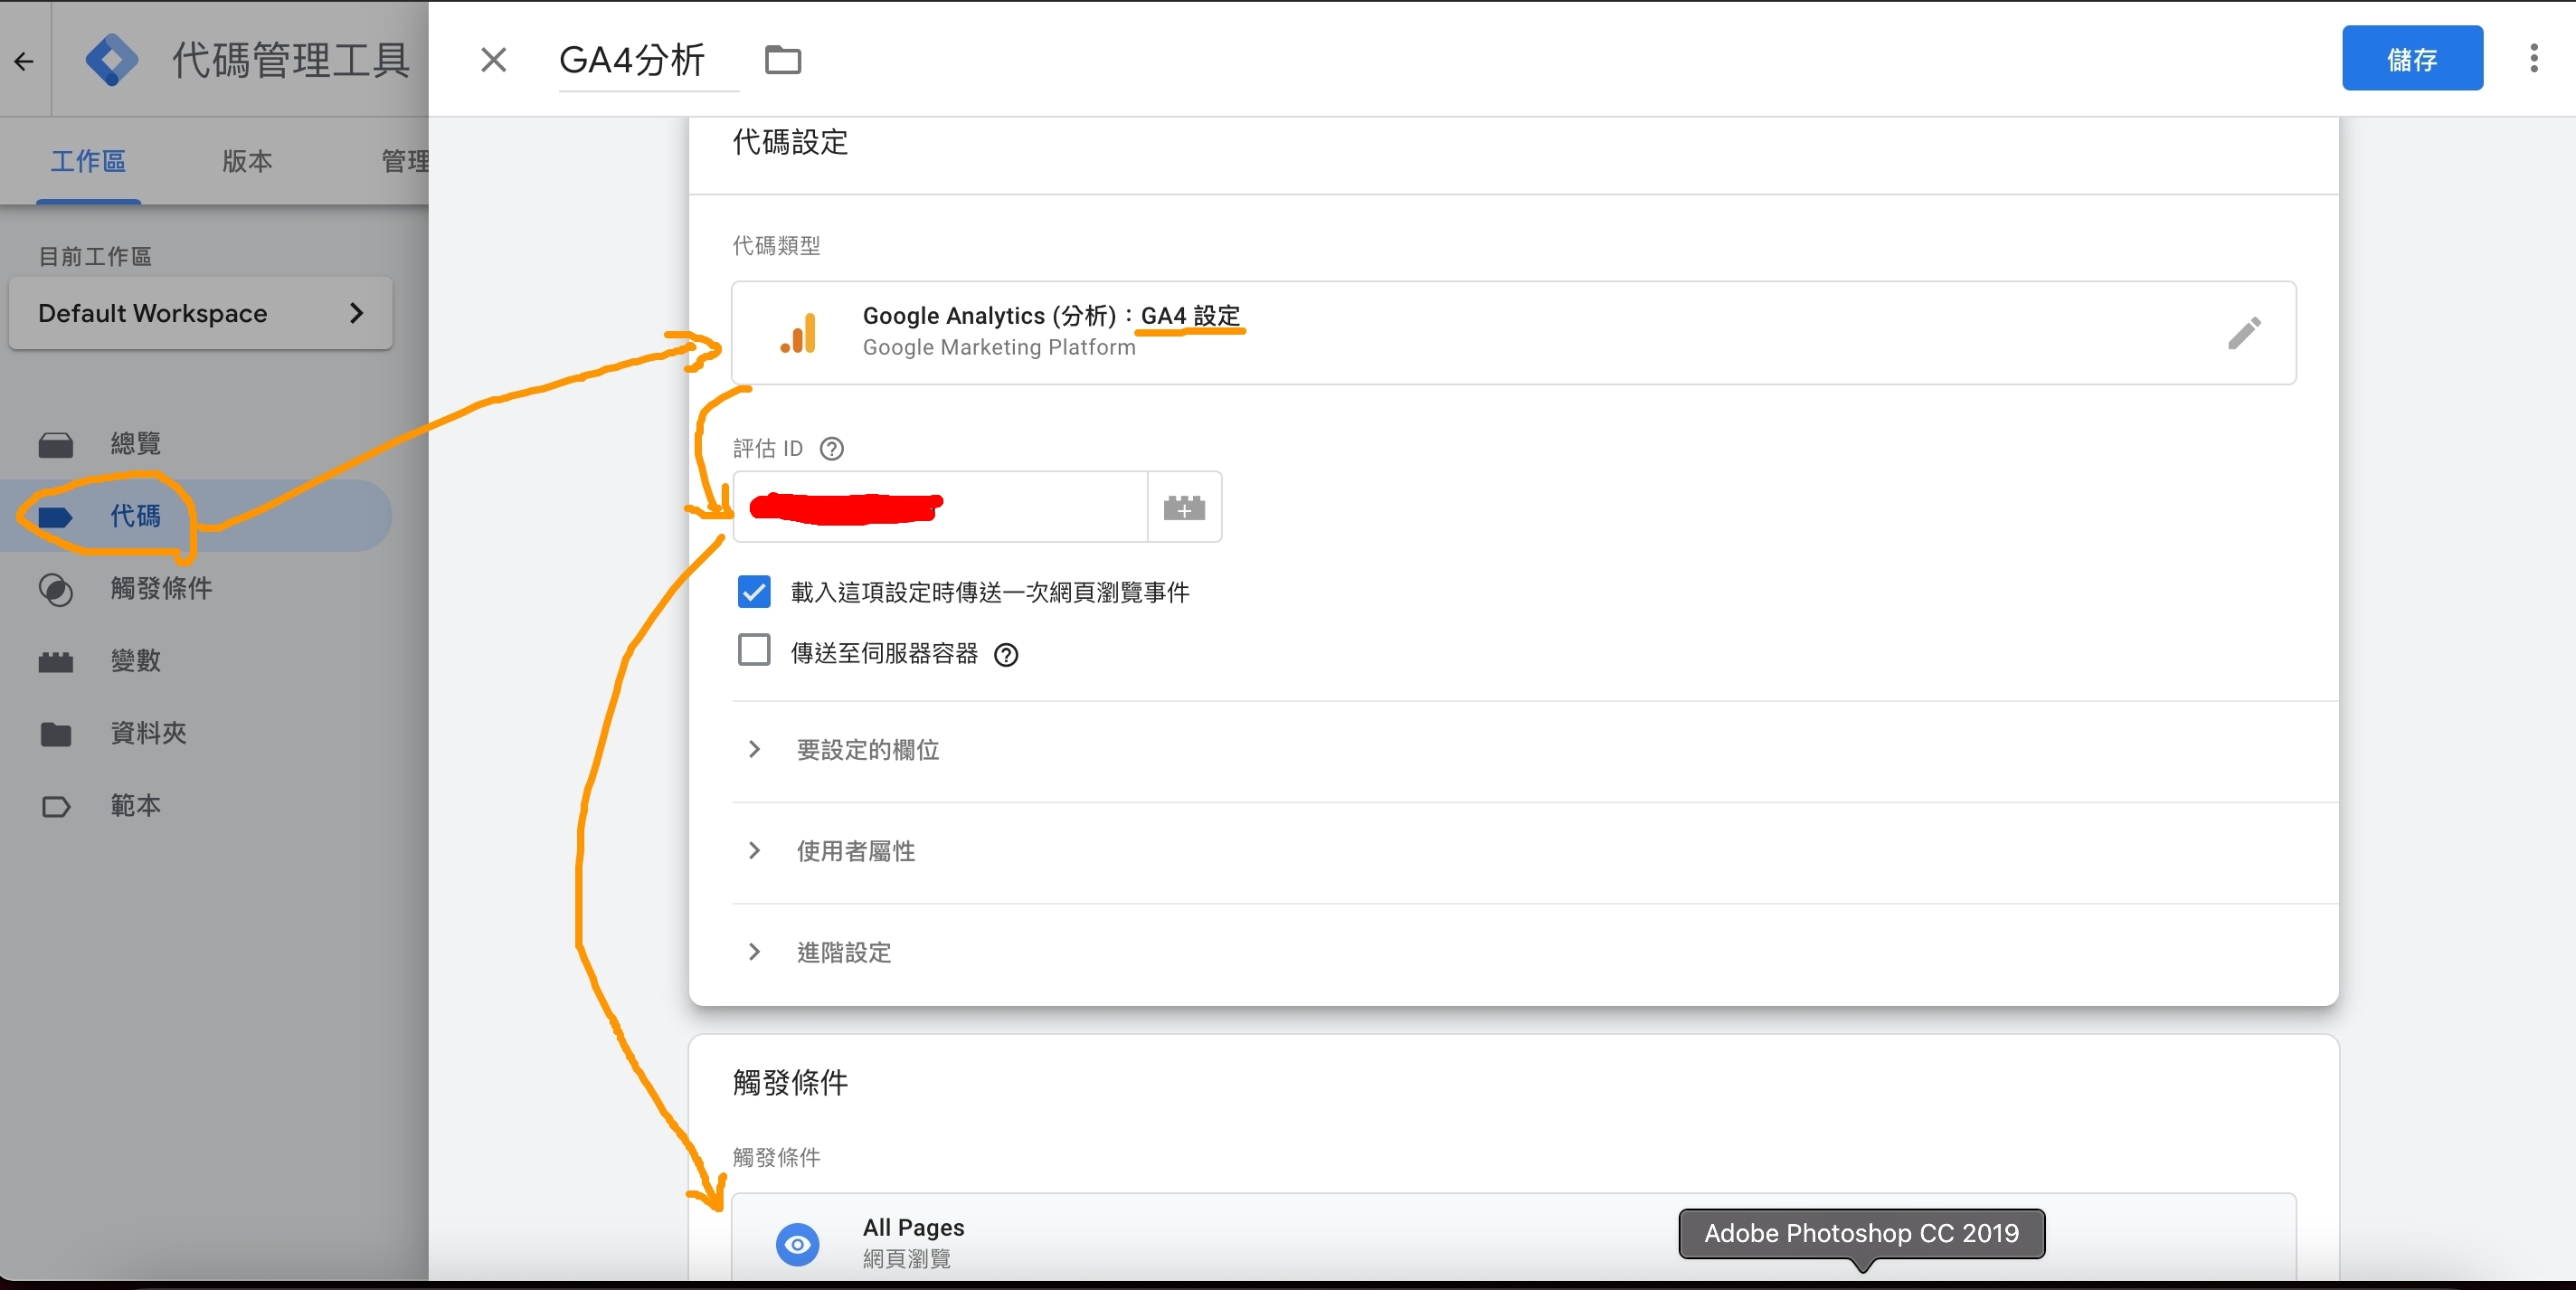 代碼管理工具
GA4分析
儲存
工作區
版本
管理
目前工作區
Default Workspace
總覽
代碼
觸發條件
變數
資料夾
範本
代碼設定
代碼類型
Google Analytics (分析)：GA4 設定
Google Marketing Platform
評估 ID
載入這項設定時傳送一次網頁瀏覽事件
傳送至伺服器容器
要設定的欄位
使用者屬性
進階設定
觸發條件
觸發條件
All Pages
網頁瀏覽
Adobe Photoshop CC 2019